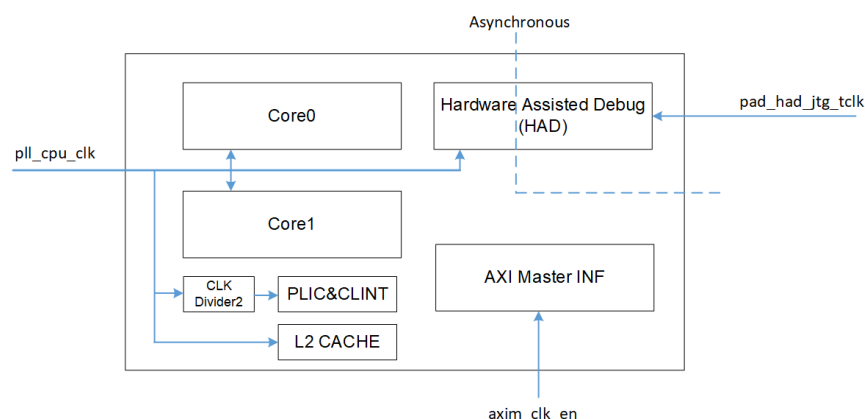 Asynchronous
Core0
Hardware Assisted Debug
(HAD)
pad_had_jtg_tclk
pll_cpu_clk
Core1
AXI Master INF
CLK
Divider2
PLIC&CLINT
L2 CACHE
axim_clk_en